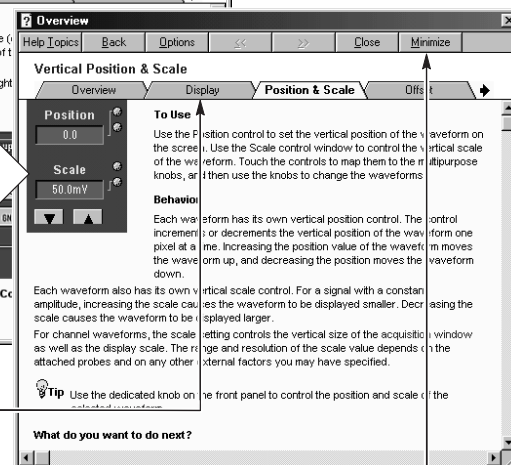 Overview
Help Topics Back Options << >> Close Minimize
Vertical Position & Scale
Overview Display Position & Scale Offset
Position
0.0
Scale
50.0mV
To Use
Use the Position control to set the vertical position of the waveform on
the screen. Use the Scale control window to control the vertical scale
of the waveform. Touch the controls to map them to the multipurpose
knobs, and then use the knobs to change the waveforms
Behavior
Each waveform has its own vertical position control. The control
increments or decrements the vertical position of the waveform one
pixel at a time. Increasing the position value of the waveform moves
the waveform up, and decreasing the position moves the waveform
down.
Each waveform also has its own vertical scale control. For a signal with a constant
amplitude, increasing the scale causes the waveform to be displayed smaller. Decreasing the
scale causes the waveform to be displayed larger.
For channel waveforms, the scale setting controls the vertical size of the acquisition window
as well as the display scale. The range and resolution of the scale value depends on the
attached probes and on any other external factors you may have specified.
Tip Use the dedicated knob on the front panel to control the position and scale of the
selected waveform
What do you want to do next?